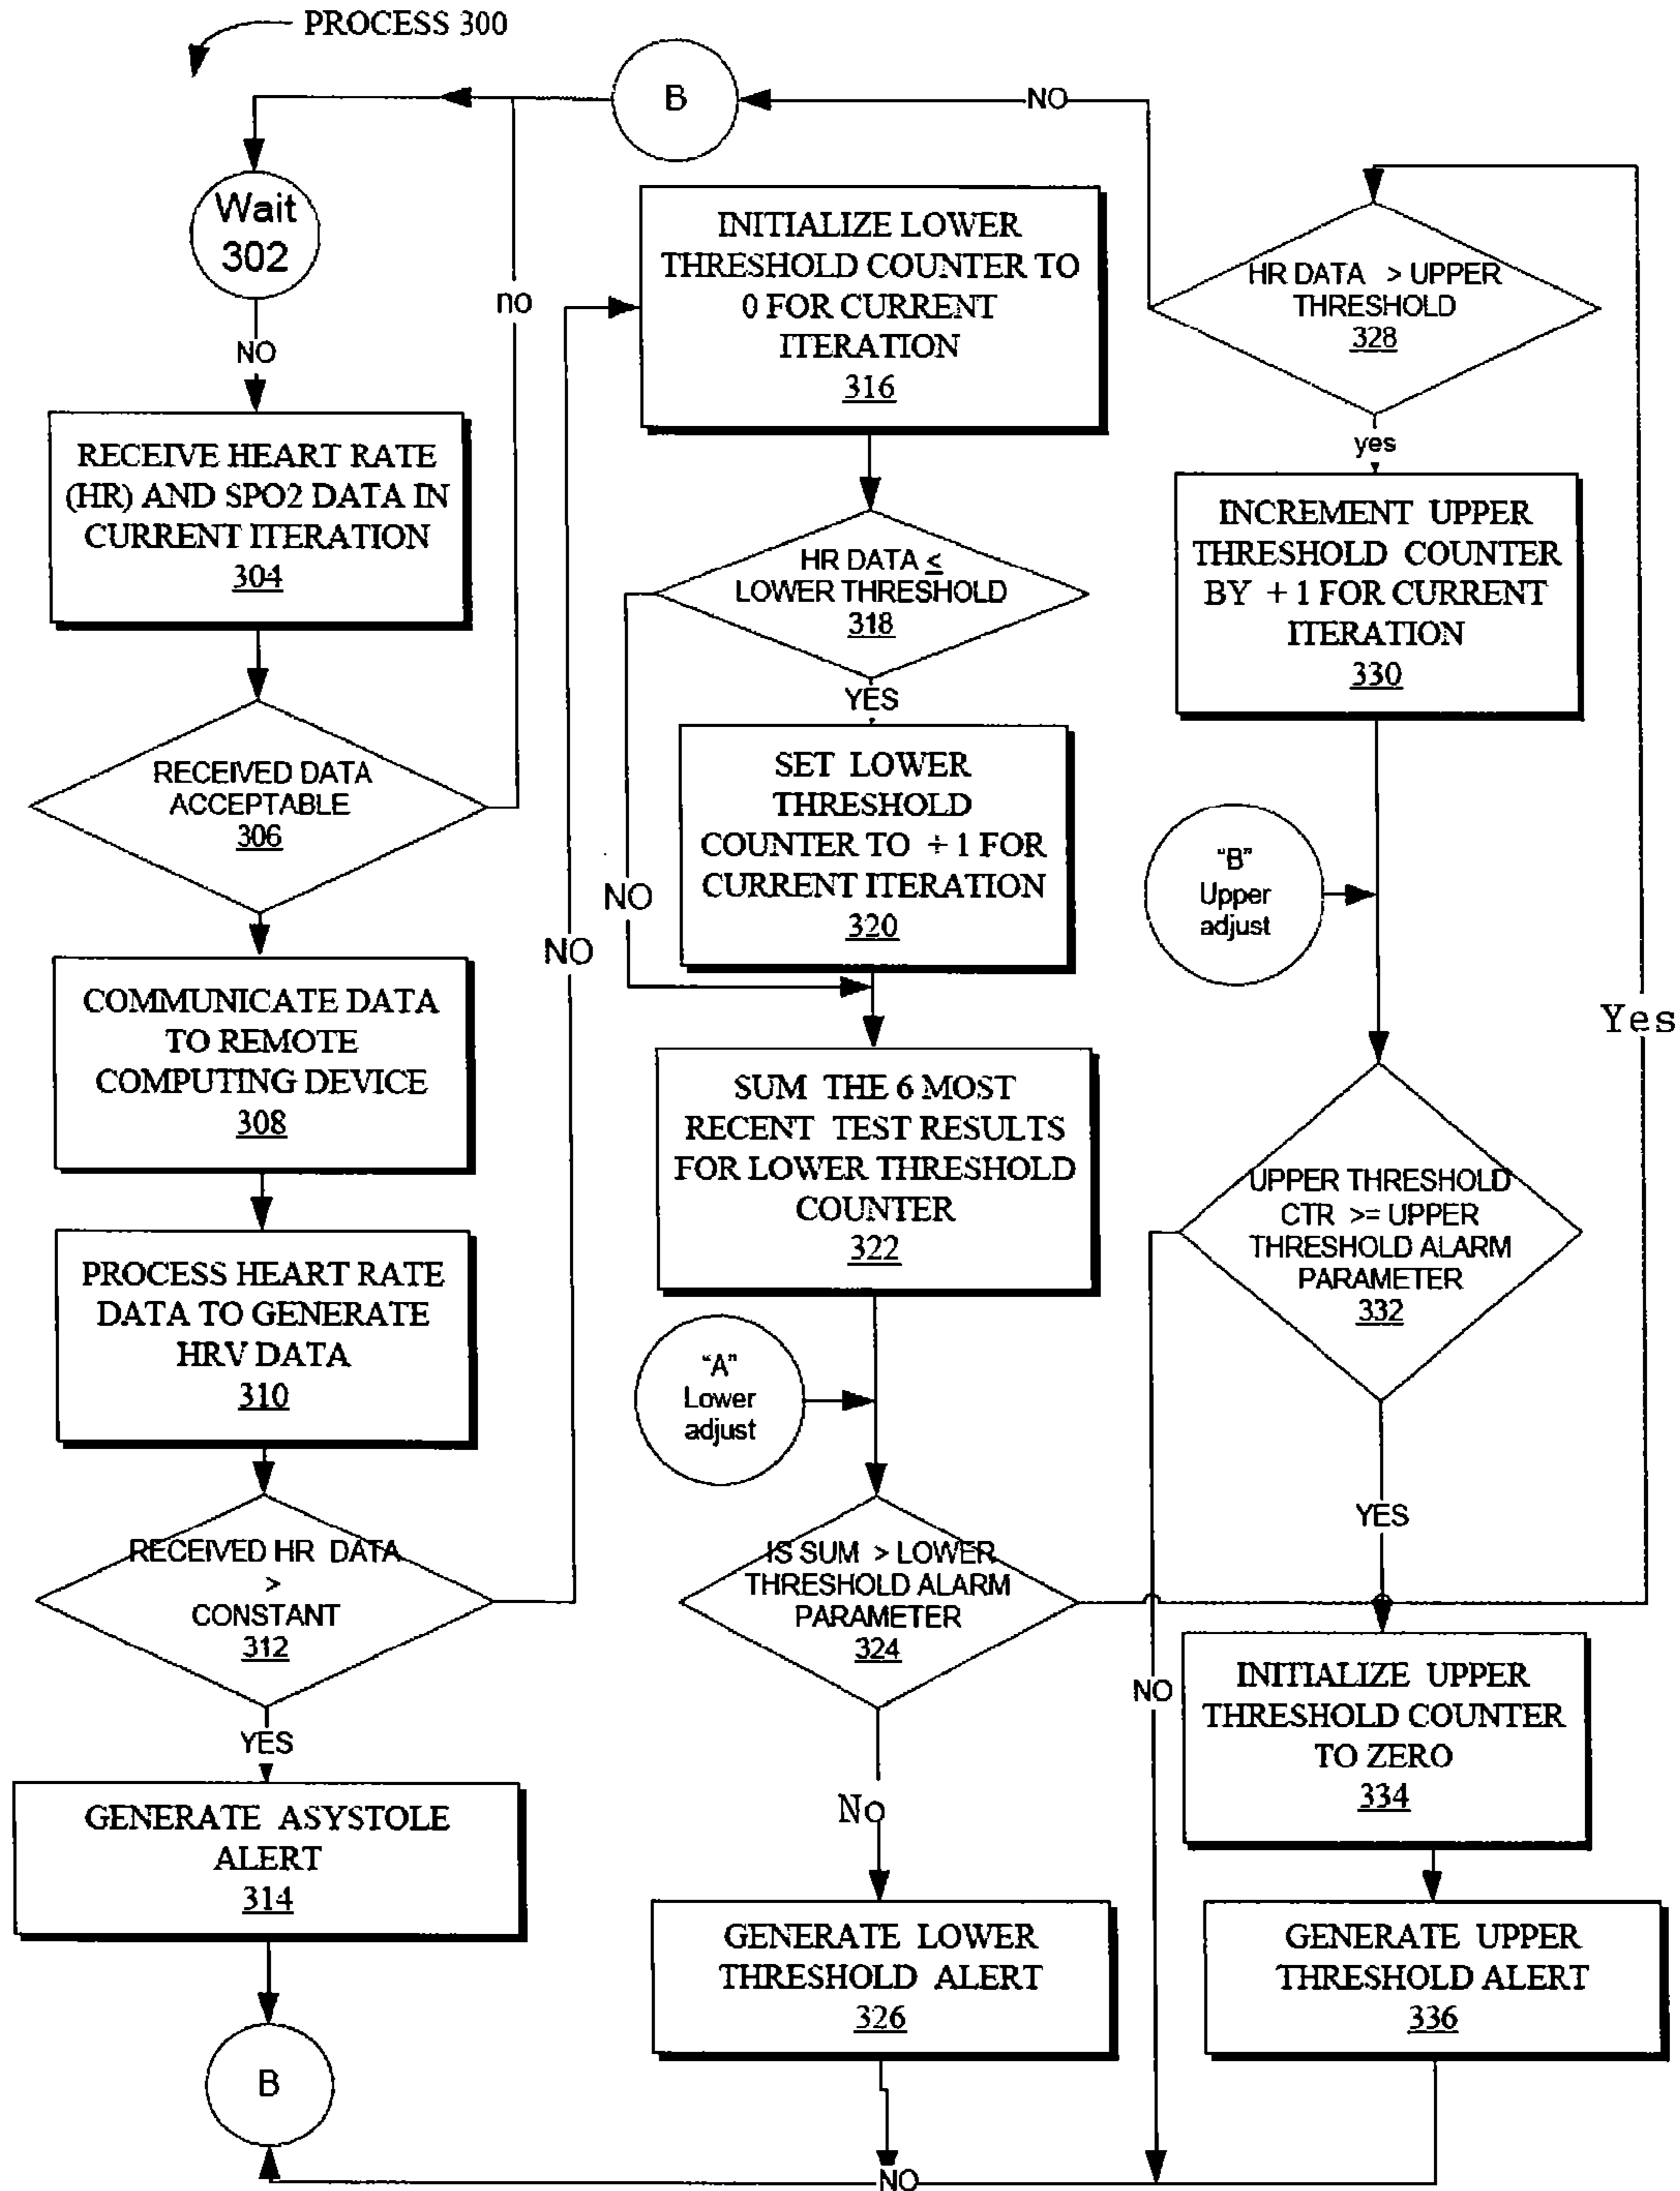 PROCESS 300
B
NO
Wait
302
NO
no
RECEIVE HEART RATE
(HR) AND SPO2 DATA IN
CURRENT ITERATION
304
RECEIVED DATA
ACCEPTABLE
306
COMMUNICATE DATA
TO REMOTE
COMPUTING DEVICE
308
PROCESS HEART RATE
DATA TO GENERATE
HRV DATA
310
RECEIVED HR DATA
>
CONSTANT
312
NO
YES
GENERATE ASYSTOLE
ALERT
314
B
INITIALIZE LOWER
THRESHOLD COUNTER TO
0 FOR CURRENT
ITERATION
316
HR DATA ≤
LOWER THRESHOLD
318
NO
YES
SET LOWER
THRESHOLD
COUNTER TO + 1 FOR
CURRENT ITERATION
320
SUM THE 6 MOST
RECENT TEST RESULTS
FOR LOWER THRESHOLD
COUNTER
322
"A"
Lower
adjust
IS SUM > LOWER
THRESHOLD ALARM
PARAMETER
324
No
GENERATE LOWER
THRESHOLD ALERT
326
NO
HR DATA > UPPER
THRESHOLD
328
yes
INCREMENT UPPER
THRESHOLD COUNTER
BY + 1 FOR CURRENT
ITERATION
330
"B"
Upper
adjust
Yes
UPPER THRESHOLD
CTR >= UPPER
THRESHOLD ALARM
PARAMETER
332
YES
NO
INITIALIZE UPPER
THRESHOLD COUNTER
TO ZERO
334
GENERATE UPPER
THRESHOLD ALERT
336